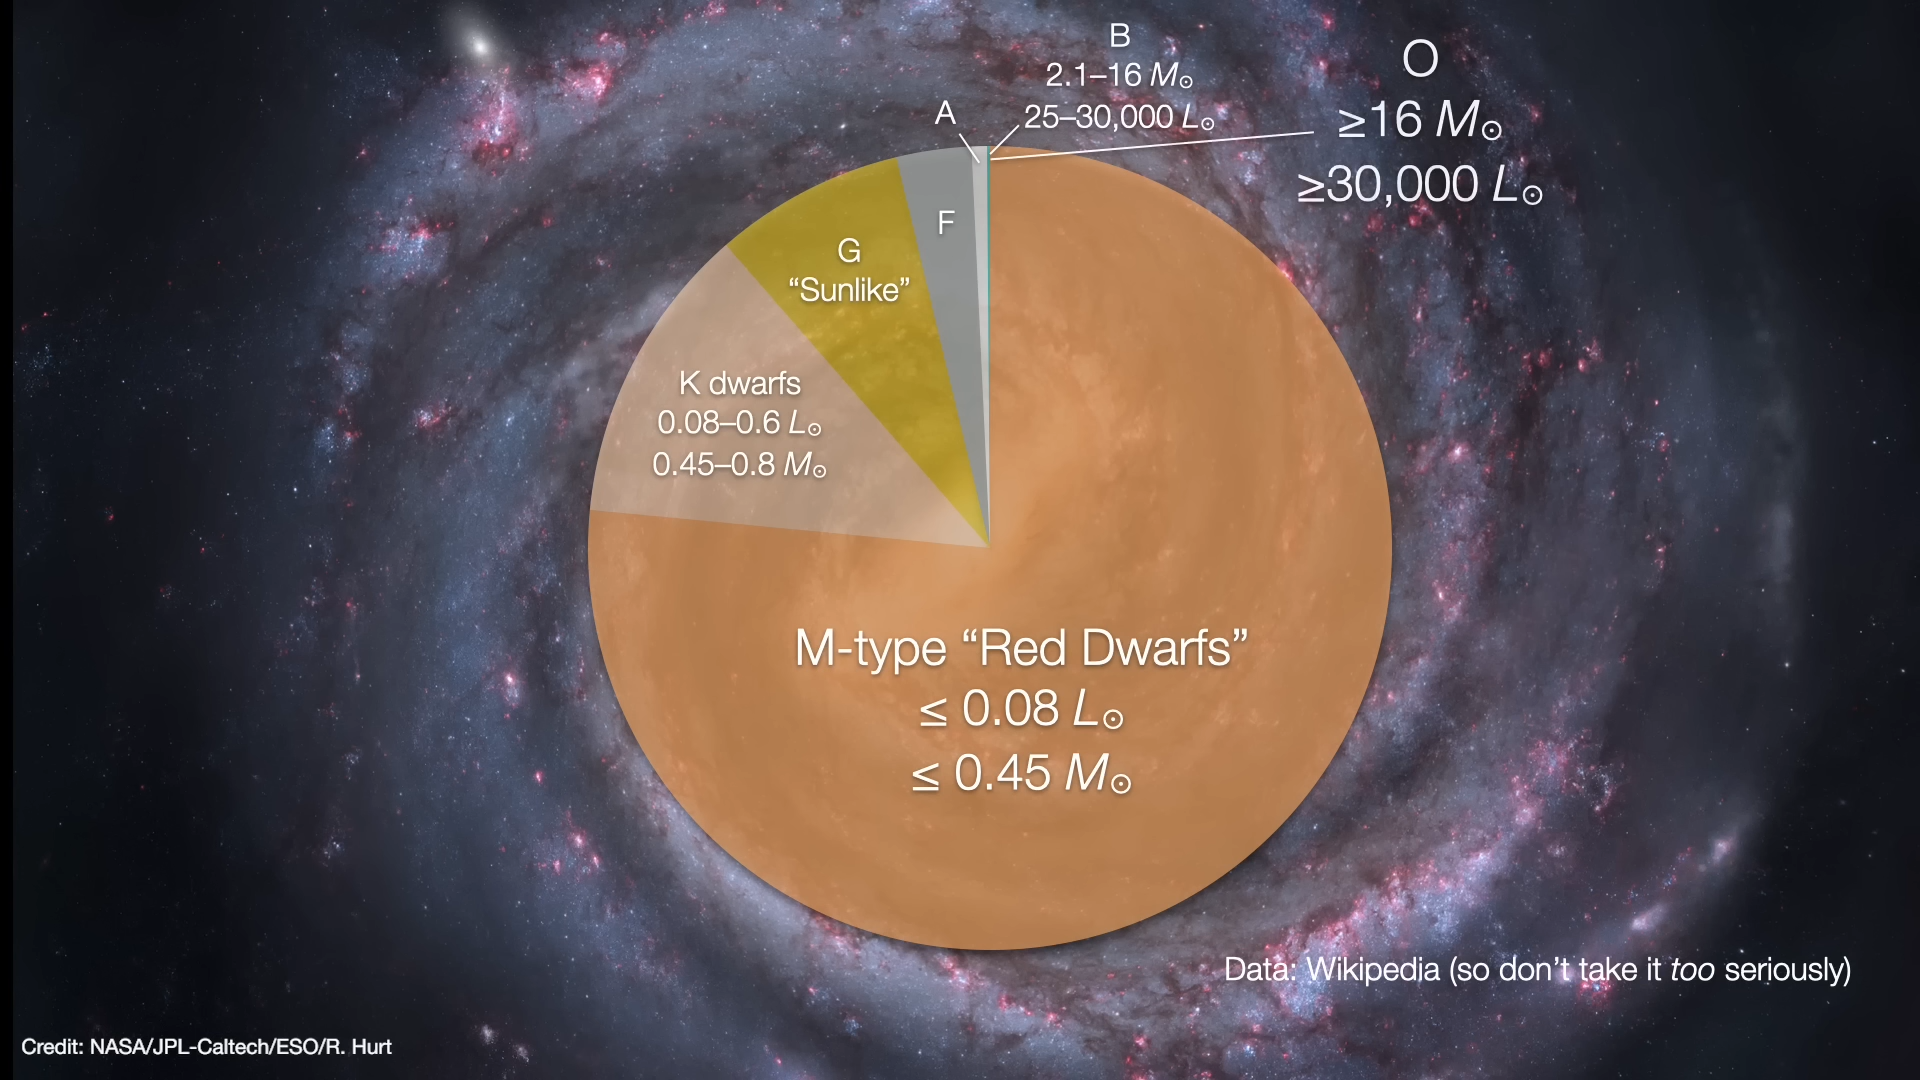 B
2.1–16 M☉
25–30,000 L☉
A
O
≥16 M☉
≥30,000 L☉
F
G
“Sunlike”
K dwarfs
0.08–0.6 L☉
0.45–0.8 M☉
M-type “Red Dwarfs”
≤ 0.08 L☉
≤ 0.45 M☉
Data: Wikipedia (so don’t take it too seriously)
Credit: NASA/JPL-Caltech/ESO/R. Hurt